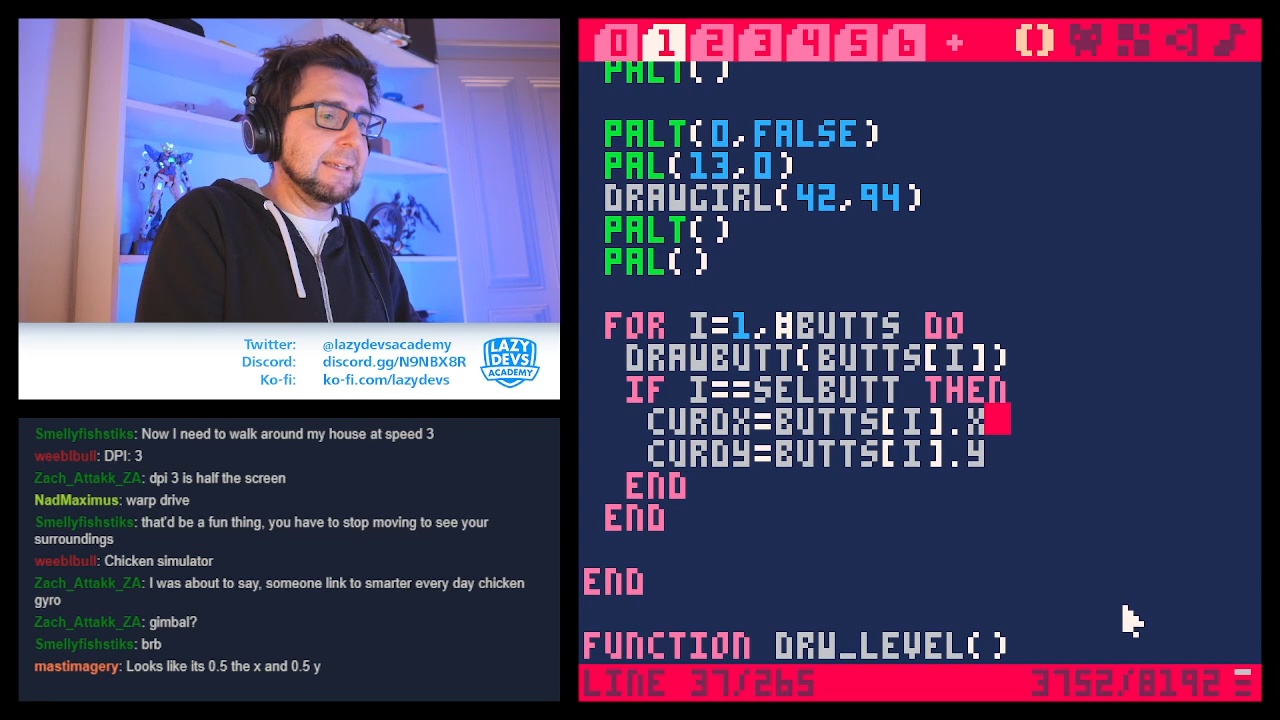 Twitter: @lazydevsacademy
Discord: discord.gg/N9NBX8R
Ko-fi: ko-fi.com/lazydevs
LAZY
DEVS
ACADEMY
Smellyfishstiks: Now I need to walk around my house at speed 3
weeblbull: DPI: 3
Zach_Attakk_ZA: dpi 3 is half the screen
NadMaximus: warp drive
Smellyfishstiks: that'd be a fun thing, you have to stop moving to see your
surroundings
weeblbull: Chicken simulator
Zach_Attakk_ZA: I was about to say, someone link to smarter every day chicken
gyro
Zach_Attakk_ZA: gimbal?
Smellyfishstiks: brb
mastimagery: Looks like its 0.5 the x and 0.5 y
0 1 2 3 4 5 6 + ()
PALT()
PALT(0,FALSE)
PAL(13,0)
DRAWGIRL(42,94)
PALT()
PAL()
FOR I=1,#BUTTS DO
DRAWBUTT(BUTTS[I])
IF I==SELBUTT THEN
CURDX=BUTTS[I].X
CURDY=BUTTS[I].Y
END
END
END
FUNCTION DRW_LEVEL()
LINE 37/265 3752/8192